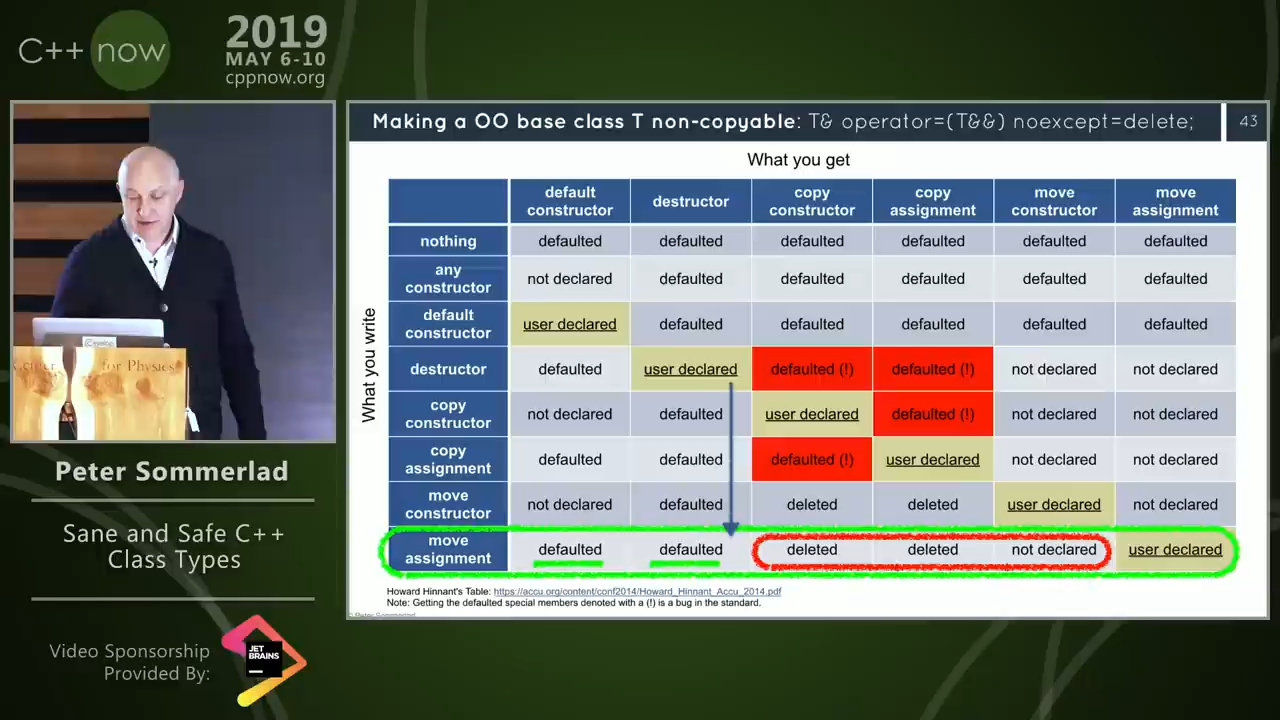 C++ now
2019
MAY 6-10
cppnow.org
for Physics
Peter Sommerlad
Sane and Safe C++
Class Types
Video Sponsorship
Provided By:
JET
BRAINS
Making a OO base class T non-copyable: T& operator=(T&&) noexcept=delete;
43
What you get
What you write
default constructor destructor copy constructor copy assignment move constructor move assignment
nothing defaulted defaulted defaulted defaulted defaulted defaulted
any constructor not declared defaulted defaulted defaulted defaulted defaulted
default constructor user declared defaulted defaulted defaulted defaulted defaulted
destructor defaulted user declared defaulted (!) defaulted (!) not declared not declared
copy constructor not declared defaulted user declared defaulted (!) not declared not declared
copy assignment defaulted defaulted defaulted (!) user declared not declared not declared
move constructor not declared defaulted deleted deleted user declared not declared
move assignment defaulted defaulted deleted deleted not declared user declared
Howard Hinnant's Table: https://accu.org/content/conf2014/Howard_Hinnant_Accu_2014.pdf
Note: Getting the defaulted special members denoted with a (!) is a bug in the standard.
© Peter Sommerlad